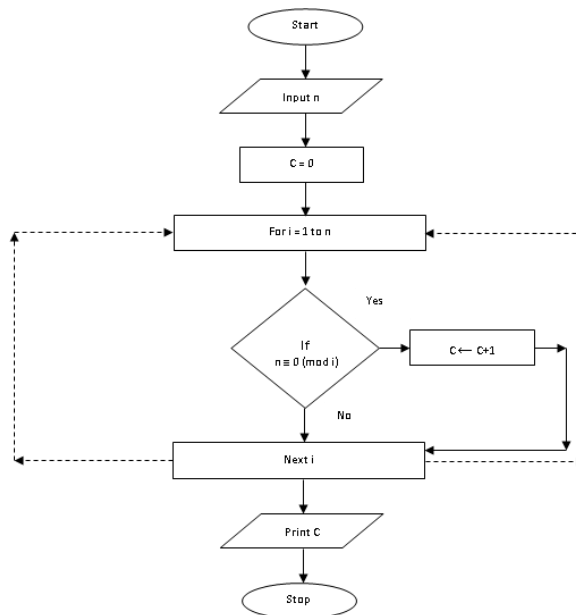 Start
Input n
C = 0
For i = 1 to n
Yes
If
n ≡ 0 (mod i)
C ⟵ C+1
No
Next i
Print C
Stop